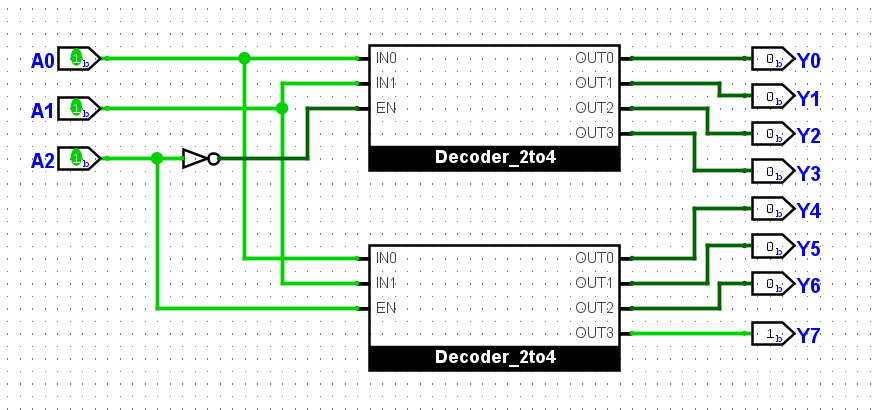 A0 1b
A1 1b
A2 1b
IN0 OUT0
IN1 OUT1
EN OUT2
OUT3
Decoder_2to4
IN0 OUT0
IN1 OUT1
EN OUT2
OUT3
Decoder_2to4
0b Y0
0b Y1
0b Y2
0b Y3
0b Y4
0b Y5
0b Y6
1b Y7